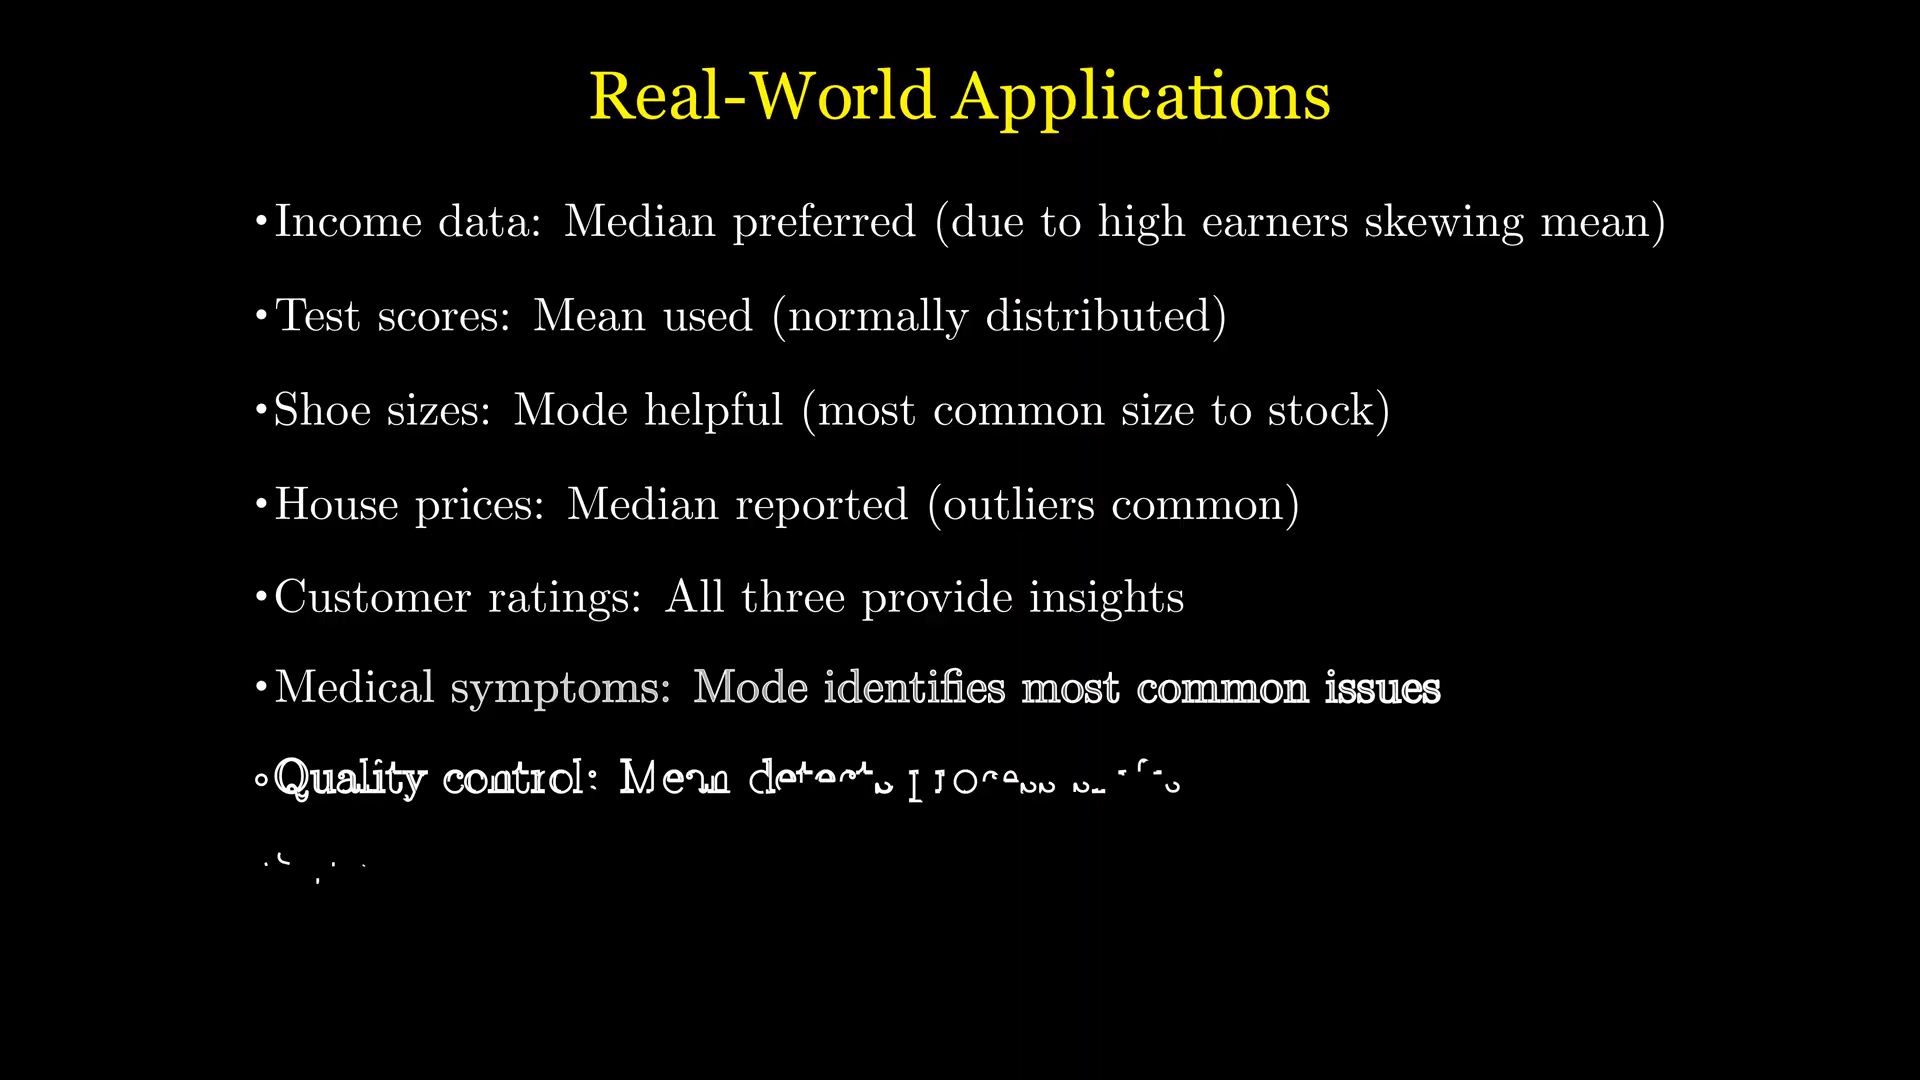 Real-World Applications
•Income data: Median preferred (due to high earners skewing mean)
•Test scores: Mean used (normally distributed)
•Shoe sizes: Mode helpful (most common size to stock)
•House prices: Median reported (outliers common)
•Customer ratings: All three provide insights
•Medical symptoms: Mode identifies most common issues
•Quality control: Mean detects process